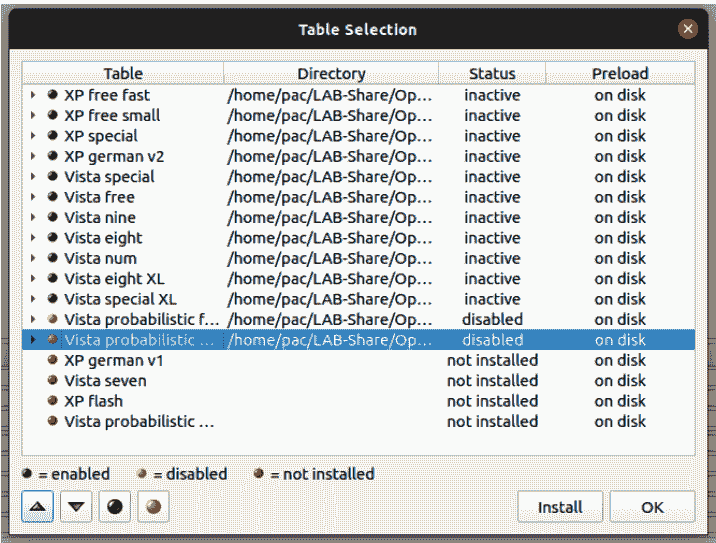 Table Selection
Table Directory Status Preload
XP free fast /home/pac/LAB-Share/Op... inactive on disk
XP free small /home/pac/LAB-Share/Op... inactive on disk
XP special /home/pac/LAB-Share/Op... inactive on disk
XP german v2 /home/pac/LAB-Share/Op... inactive on disk
Vista special /home/pac/LAB-Share/Op... inactive on disk
Vista free /home/pac/LAB-Share/Op... inactive on disk
Vista nine /home/pac/LAB-Share/Op... inactive on disk
Vista eight /home/pac/LAB-Share/Op... inactive on disk
Vista num /home/pac/LAB-Share/Op... inactive on disk
Vista eight XL /home/pac/LAB-Share/Op... inactive on disk
Vista special XL /home/pac/LAB-Share/Op... inactive on disk
Vista probabilistic f... /home/pac/LAB-Share/Op... disabled on disk
Vista probabilistic ... /home/pac/LAB-Share/Op... disabled on disk
XP german v1 not installed on disk
Vista seven not installed on disk
XP flash not installed on disk
Vista probabilistic ... not installed on disk
= enabled = disabled = not installed
Install OK